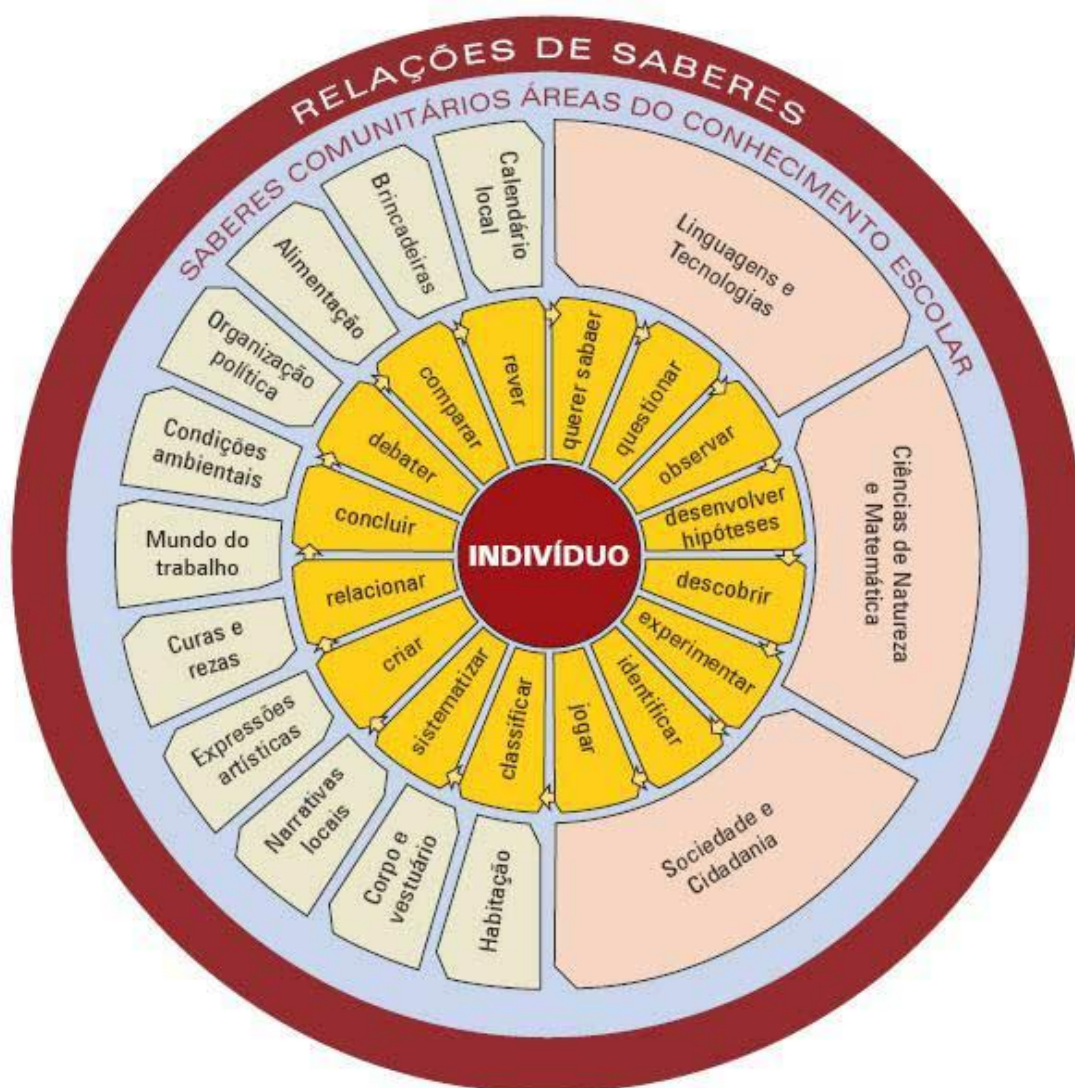 RELAÇÕES DE SABERES
SABERES COMUNITÁRIOS
ÁREAS DO CONHECIMENTO ESCOLAR
Calendário
local
Brincadeiras
Alimentação
Organização
política
Condições
ambientais
Mundo do
trabalho
Curas e
rezas
Expressões
artísticas
Narrativas
locais
Corpo e
vestuário
Habitação
Linguagens e
Tecnologias
Ciências de Natureza
e Matemática
Sociedade e
Cidadania
querer sabaer
questionar
observar
desenvolver
hipóteses
descobrir
experimentar
identificar
jogar
classificar
sistematizar
criar
relacionar
concluir
debater
comparar
rever
INDIVÍDUO